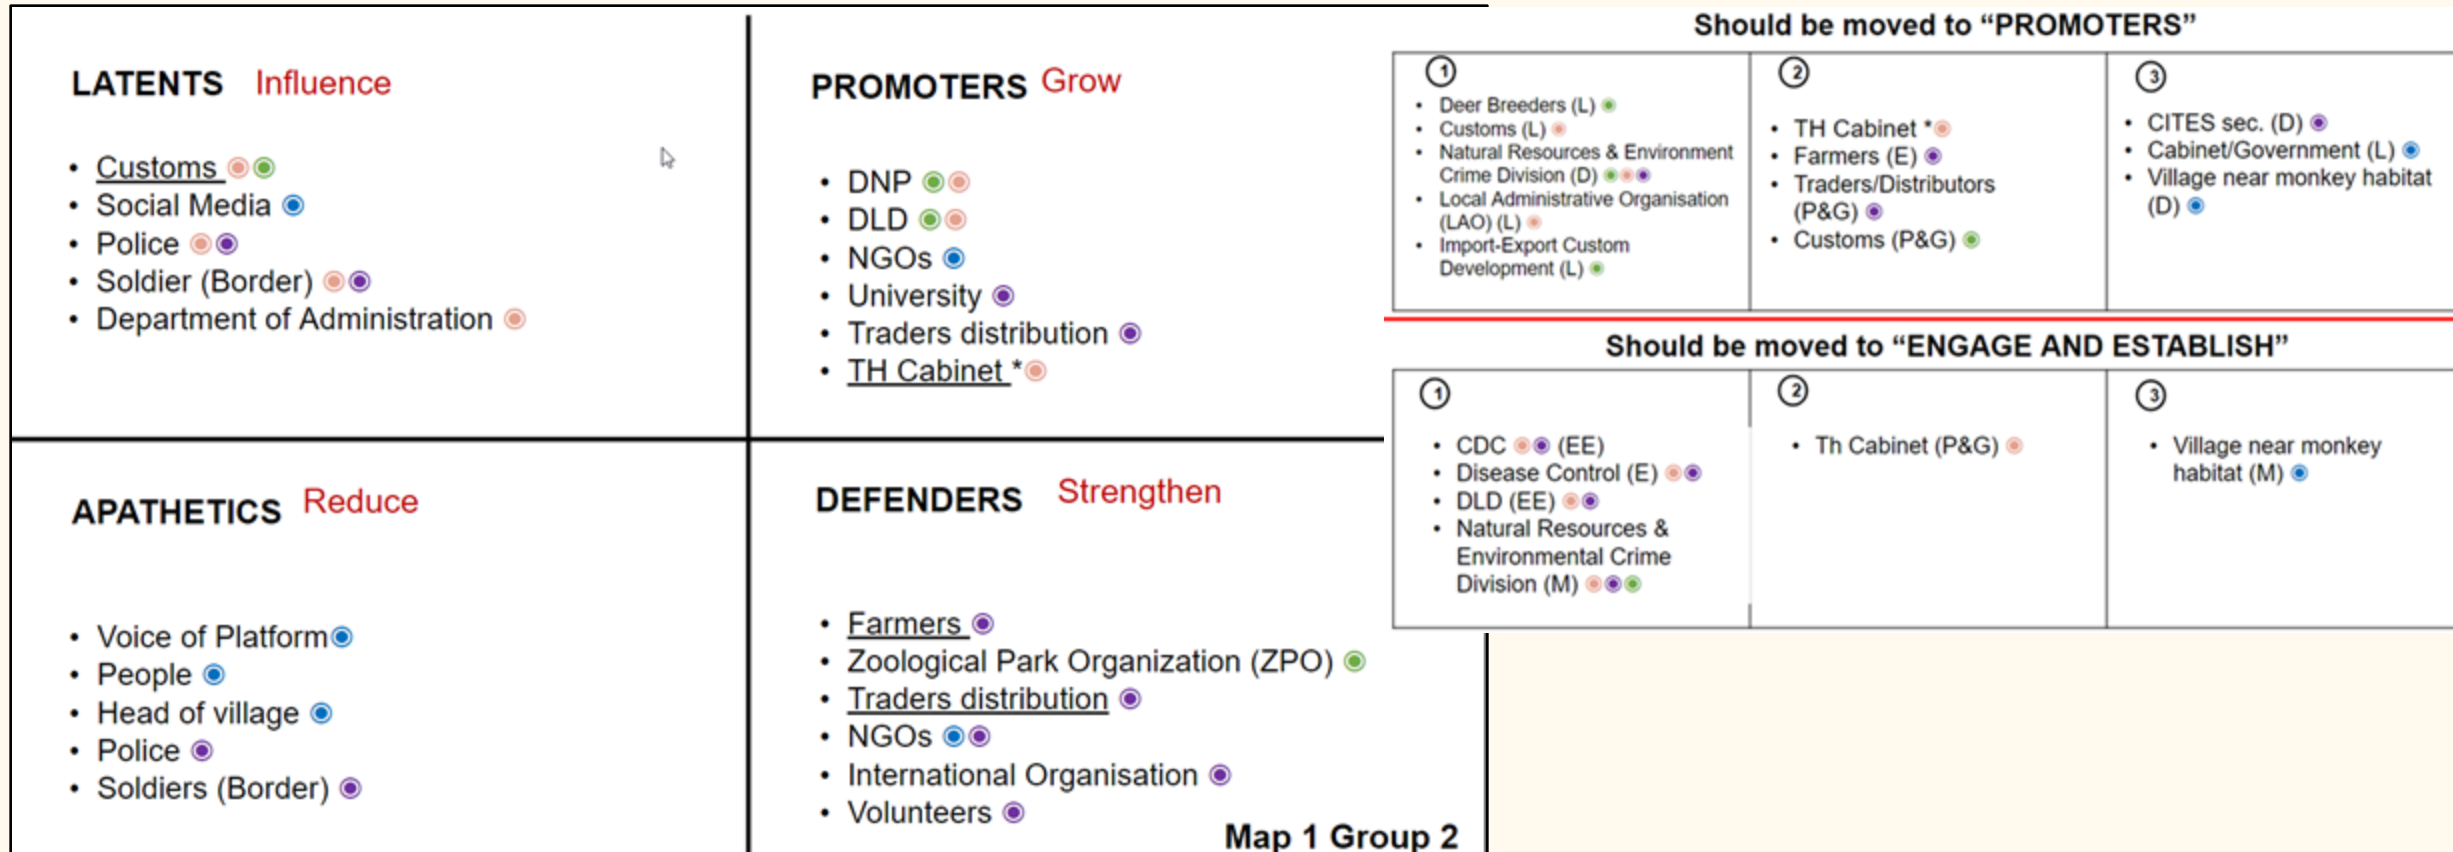 LATENTS Influence
• Customs
• Social Media
• Police
• Soldier (Border)
• Department of Administration
PROMOTERS Grow
• DNP
• DLD
• NGOs
• University
• Traders distribution
• TH Cabinet *
APATHETICS Reduce
• Voice of Platform
• People
• Head of village
• Police
• Soldiers (Border)
DEFENDERS Strengthen
• Farmers
• Zoological Park Organization (ZPO)
• Traders distribution
• NGOs
• International Organisation
• Volunteers
Map 1 Group 2
Should be moved to “PROMOTERS”
1
• Deer Breeders (L)
• Customs (L)
• Natural Resources & Environment
Crime Division (D)
• Local Administrative Organisation
(LAO) (L)
• Import-Export Custom
Development (L)
2
• TH Cabinet *
• Farmers (E)
• Traders/Distributors
(P&G)
• Customs (P&G)
3
• CITES sec. (D)
• Cabinet/Government (L)
• Village near monkey habitat
(D)
Should be moved to “ENGAGE AND ESTABLISH”
1
• CDC (EE)
• Disease Control (E)
• DLD (EE)
• Natural Resources &
Environmental Crime
Division (M)
2
• Th Cabinet (P&G)
3
• Village near monkey
habitat (M)